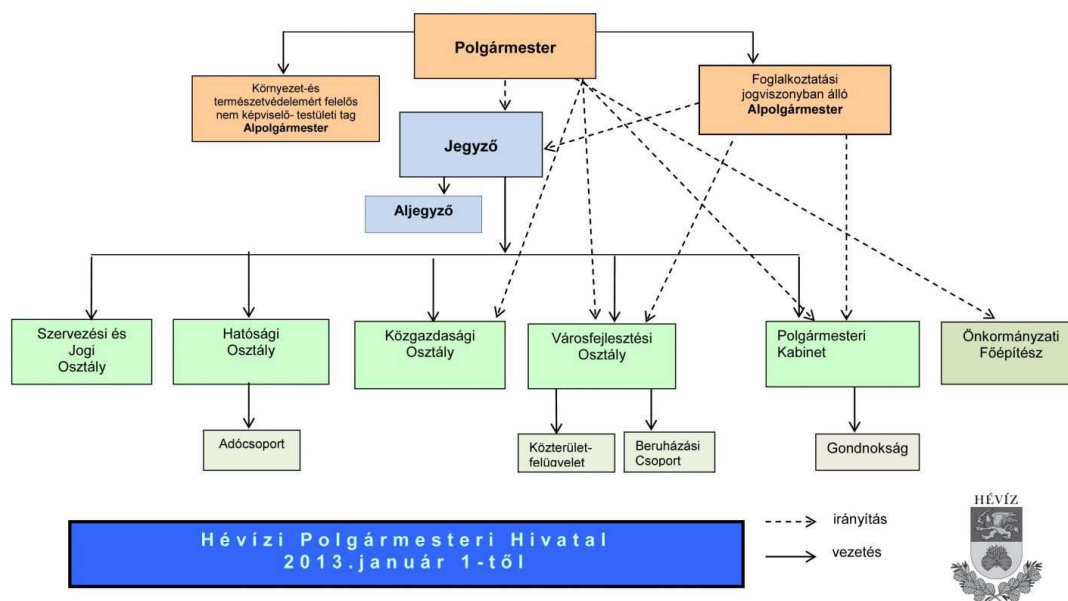 Polgármester
Környezet-és
természetvédelemért felelős
nem képviselő- testületi tag
Alpolgármester
Foglalkoztatási
jogviszonyban álló
Alpolgármester
Jegyző
Aljegyző
Szervezési és
Jogi
Osztály
Hatósági
Osztály
Közgazdasági
Osztály
Városfejlesztési
Osztály
Polgármesteri
Kabinet
Önkormányzati
Főépítész
Adócsoport
Közterület-
felügyelet
Beruházási
Csoport
Gondnokság
Hévízi Polgármesteri Hivatal
2013.január 1-től
irányítás
vezetés
HÉVÍZ